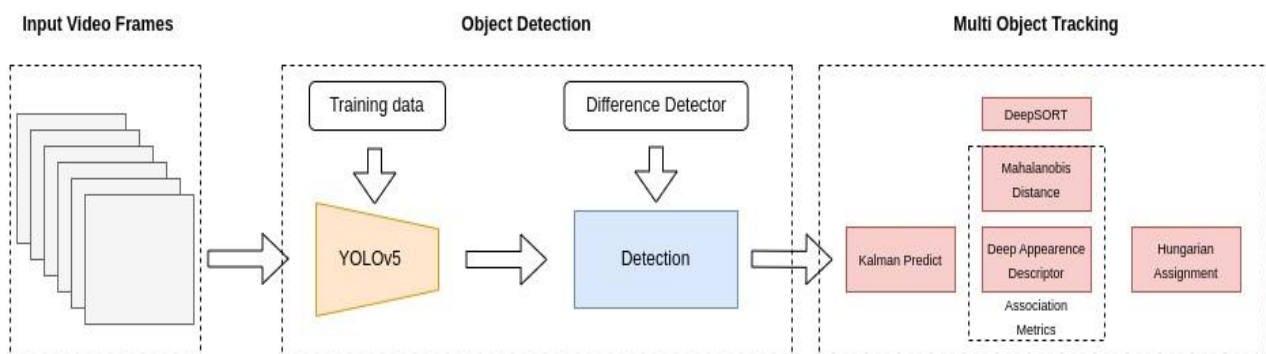 Input Video Frames
Object Detection
Multi Object Tracking
Training data
Difference Detector
YOLOv5
Detection
DeepSORT
Mahalanobis
Distance
Kalman Predict
Deep Appearence
Descriptor
Hungarian
Assignment
Association
Metrics